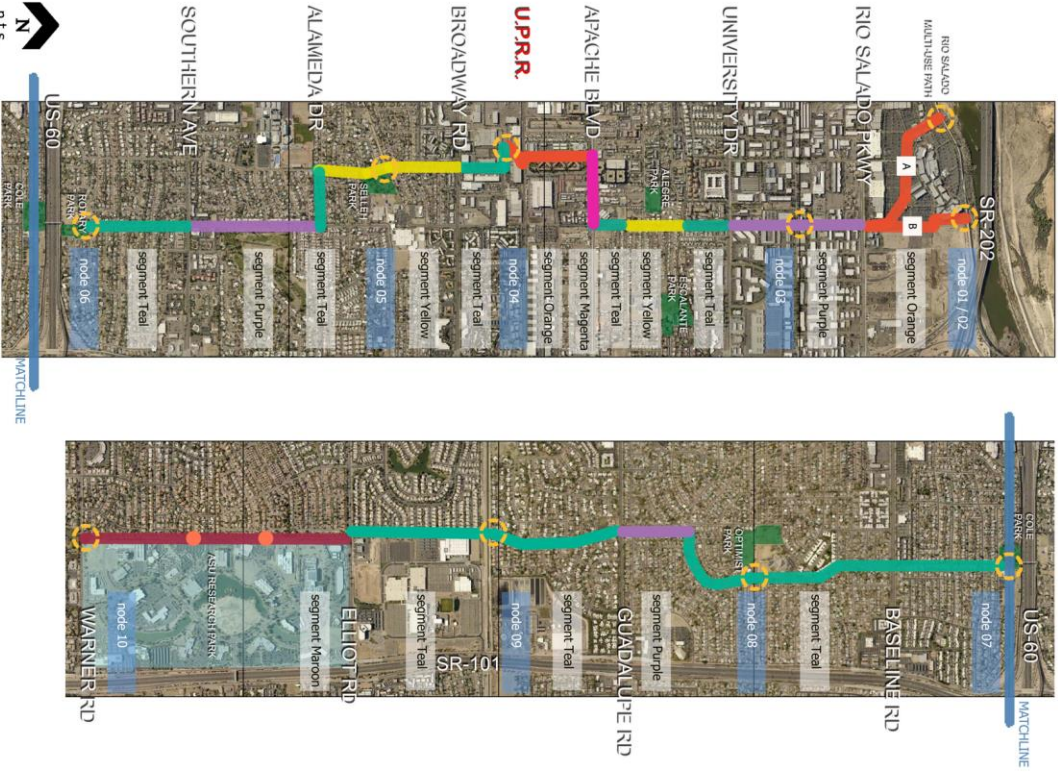 N
nts
US-60
SOUTHERN AVE
ALAMEDA DR
BROADWAY RD
U.P.R.R.
APACHE BLVD
UNIVERSITY DR
RIO SALADO PKWY
RIO SALADO
MULTI-USE PATH
SR-202
A
B
COLE
PARK
ROTARY
PARK
SELLEH
PARK
ALEGRE
PARK
ESCALANTE
PARK
node 06
segment Teal
segment Purple
segment Teal
node 05
segment Yellow
segment Teal
node 04
segment Orange
segment Magenta
segment Teal
segment Yellow
segment Teal
node 03
segment Purple
segment Orange
node 01 / 02
MATCHLINE
WARNER RD
node 10
ASU RESEARCH PARK
segment Maroon
ELLIOT RD
segment Teal
SR-101
node 09
segment Teal
GUADALUPE RD
segment Purple
OPTIMIST
PARK
node 08
segment Teal
BASELINE RD
node 07
COLE
PARK
US-60
MATCHLINE